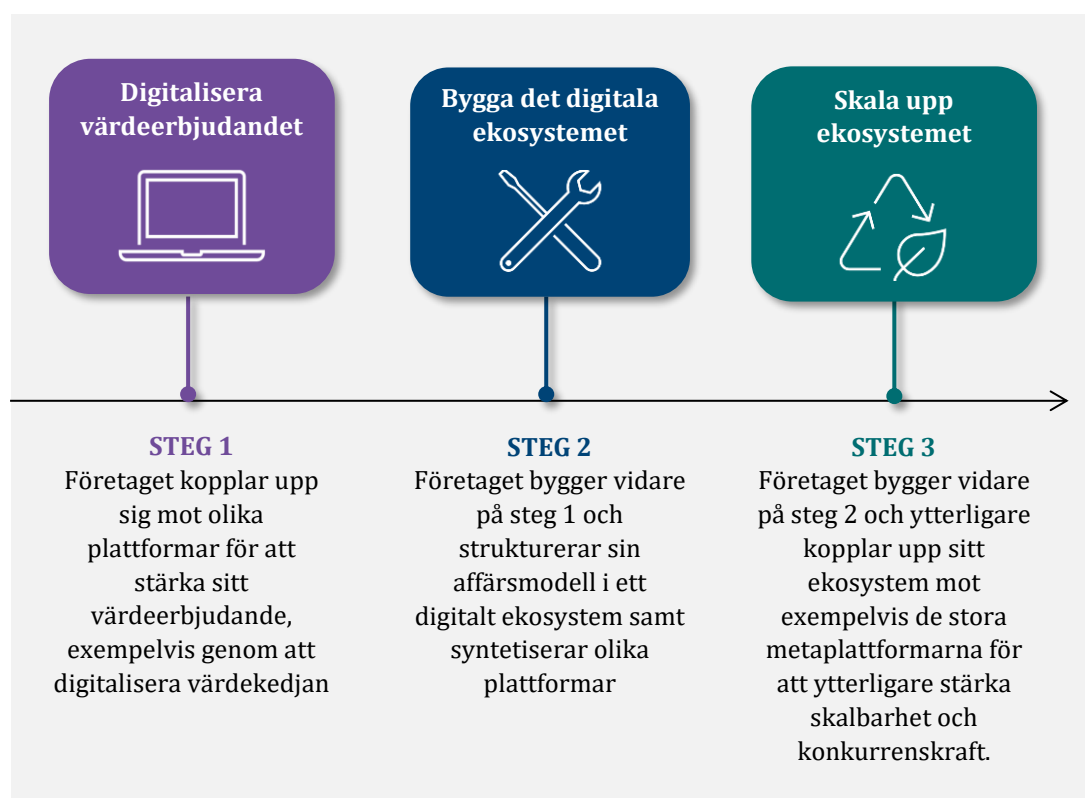 Digitalisera
värdeerbjudandet
Bygga det digitala
ekosystemet
Skala upp
ekosystemet
STEG 1
Företaget kopplar upp
sig mot olika
plattformar för att
stärka sitt
värdeerbjudande,
exempelvis genom att
digitalisera värdekedjan
STEG 2
Företaget bygger vidare
på steg 1 och
strukturerar sin
affärsmodell i ett
digitalt ekosystem samt
syntetiserar olika
plattformar
STEG 3
Företaget bygger vidare
på steg 2 och ytterligare
kopplar upp sitt
ekosystem mot
exempelvis de stora
metaplattformarna för
att ytterligare stärka
skalbarhet och
konkurrenskraft.